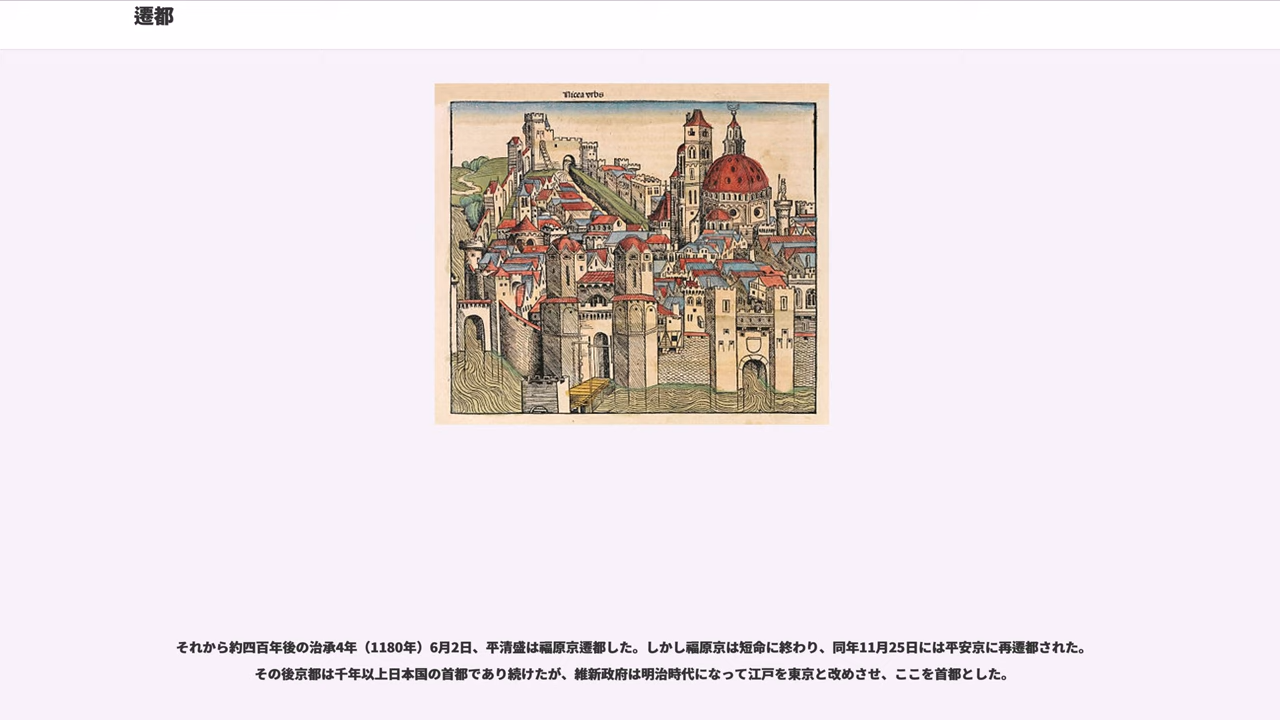 遷都
Nicea vrbs
それから約四百年後の治承4年（1180年）6月2日、平清盛は福原京遷都した。しかし福原京は短命に終わり、同年11月25日には平安京に再遷都された。
その後京都は千年以上日本国の首都であり続けたが、維新政府は明治時代になって江戸を東京と改めさせ、ここを首都とした。